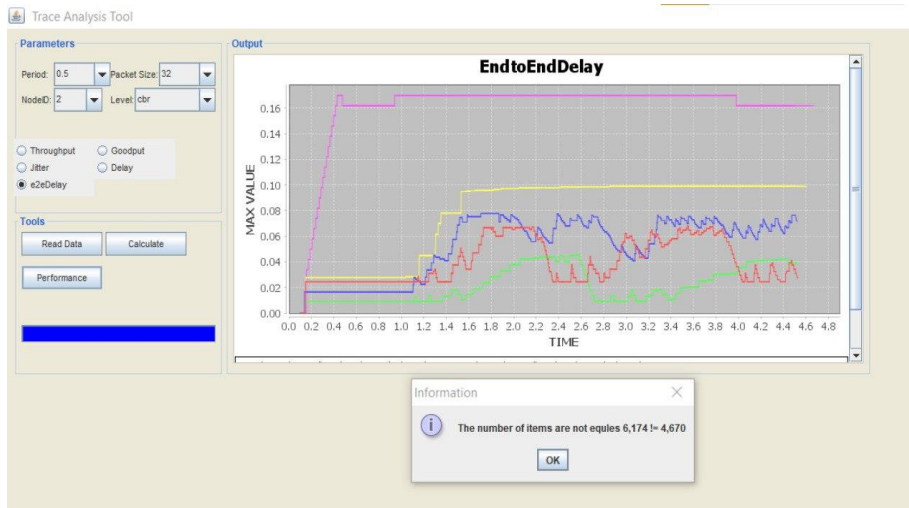 Trace Analysis Tool
Parameters
Period: 0.5 Packet Size: 32
NodeID: 2 Level: cbr
Throughput Goodput
Jitter Delay
e2eDelay
Tools
Read Data Calculate
Performance
Output
EndtoEndDelay
MAX VALUE
0.16
0.14
0.12
0.10
0.08
0.06
0.04
0.02
0.00
0.0 0.2 0.4 0.6 0.8 1.0 1.2 1.4 1.6 1.8 2.0 2.2 2.4 2.6 2.8 3.0 3.2 3.4 3.6 3.8 4.0 4.2 4.4 4.6 4.8
TIME
Information
The number of items are not equles 6,174 != 4,670
OK